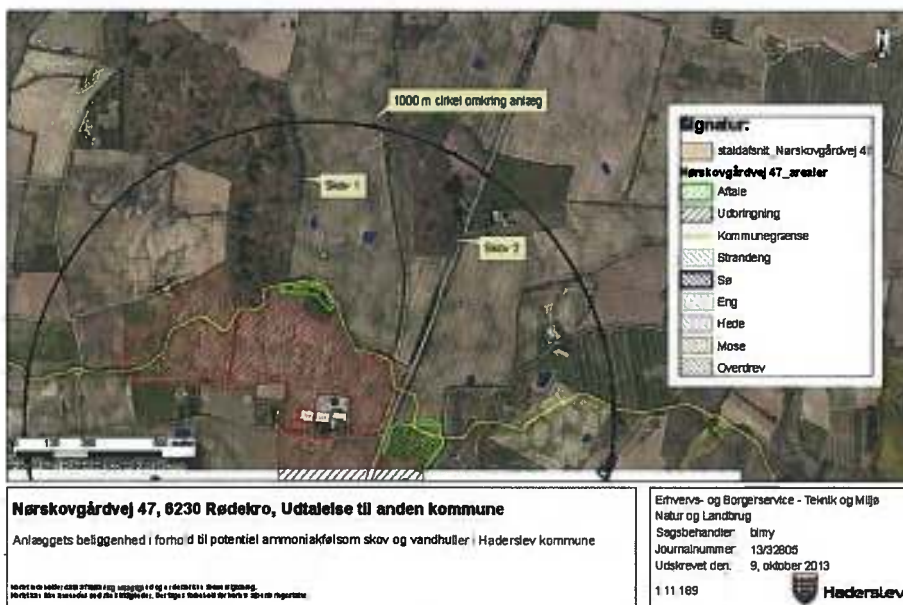 1000 m cirkel omkring anlæg
Skov 1
Skov 2
Signatur:
staldafsnit_Nørskovgårdvej 47
Nørskovgårdvej 47_arealer
Aftale
Udbringning
Kommunegrænse
Strandeng
Sø
Eng
Hede
Mose
Overdrev
Nørskovgårdvej 47, 6230 Rødekro, Udtalelse til anden kommune
Anlæggets beliggenhed i forhold til potentiel ammoniakfølsom skov og vandhuller i Haderslev kommune
Erhvervs- og Borgerservice - Teknik og Miljø
Natur og Landbrug
Sagsbehandler blmy
Journalnummer 13/32805
Udskrevet den. 9, oktober 2013
1 11 169
Haderslev